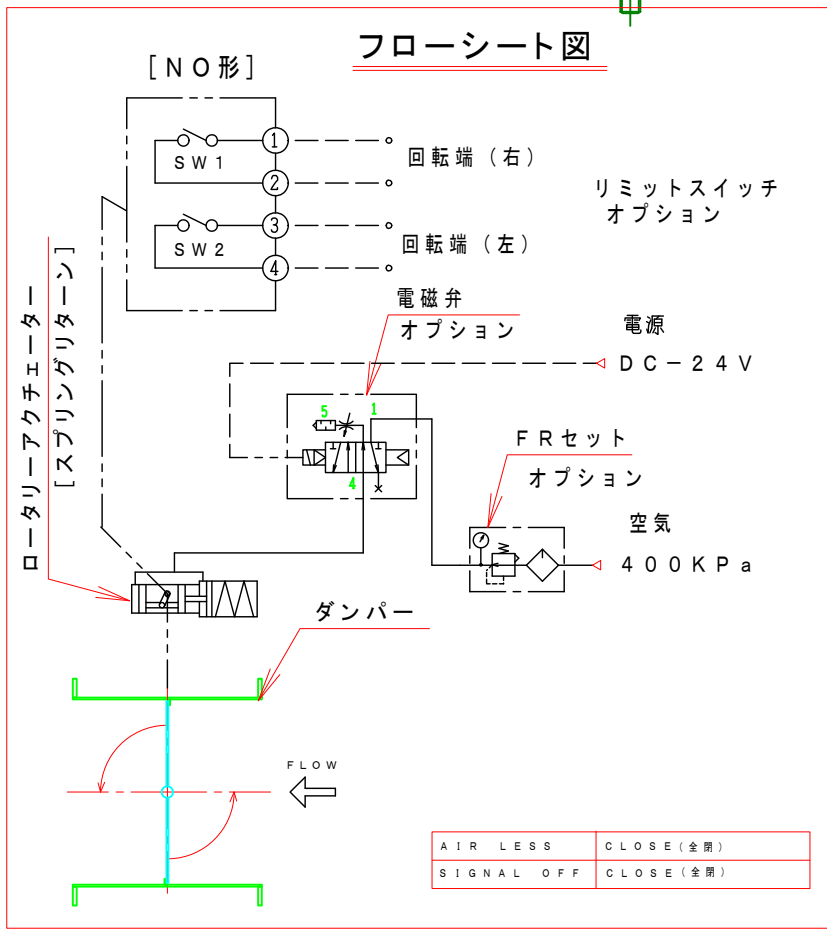 フローシート図
[NO形]
1
SW1
2
回転端(右)
3
SW2
4
回転端(左)
リミットスイッチ
オプション
ロータリーアクチェーター
[スプリングリターン]
電磁弁
オプション
電源
DC-24V
5
1
4
FRセット
オプション
空気
400KPa
ダンパー
FLOW
AIR LESS CLOSE(全閉)
SIGNAL OFF CLOSE(全閉)